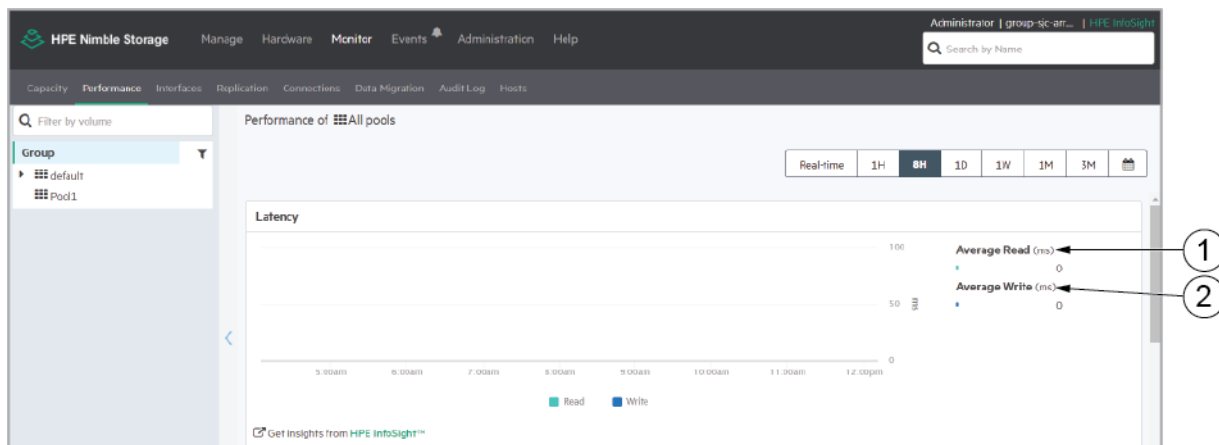 Administrator | group-sjc-arr... | HPE InfoSight
HPE Nimble Storage Manage Hardware Monitor Events Administration Help
Search by Name
Capacity Performance Interfaces Replication Connections Data Migration Audit Log Hosts
Filter by volume
Performance of All pools
Group
default
Pool1
Real-time 1H 8H 1D 1W 1M 3M
Latency
100
Average Read (ms)
0
1
Average Write (ms)
0
2
50
ms
0
5:00am 6:00am 7:00am 8:00am 9:00am 10:00am 11:00am 12:00pm
Read Write
Get insights from HPE InfoSight™